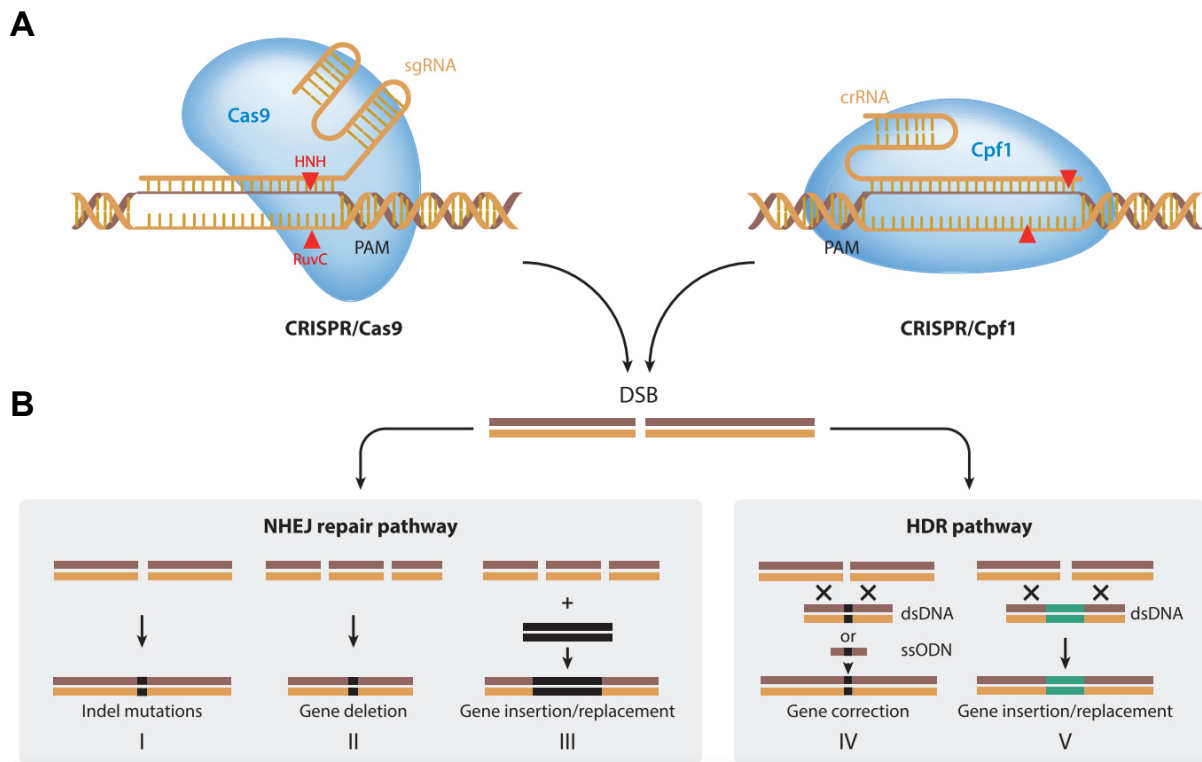 A
sgRNA
Cas9
HNH
RuvC
PAM
CRISPR/Cas9
crRNA
Cpf1
PAM
CRISPR/Cpf1
B
DSB
NHEJ repair pathway
+
Indel mutations
I
Gene deletion
II
Gene insertion/replacement
III
HDR pathway
dsDNA
or
ssODN
Gene correction
IV
dsDNA
Gene insertion/replacement
V